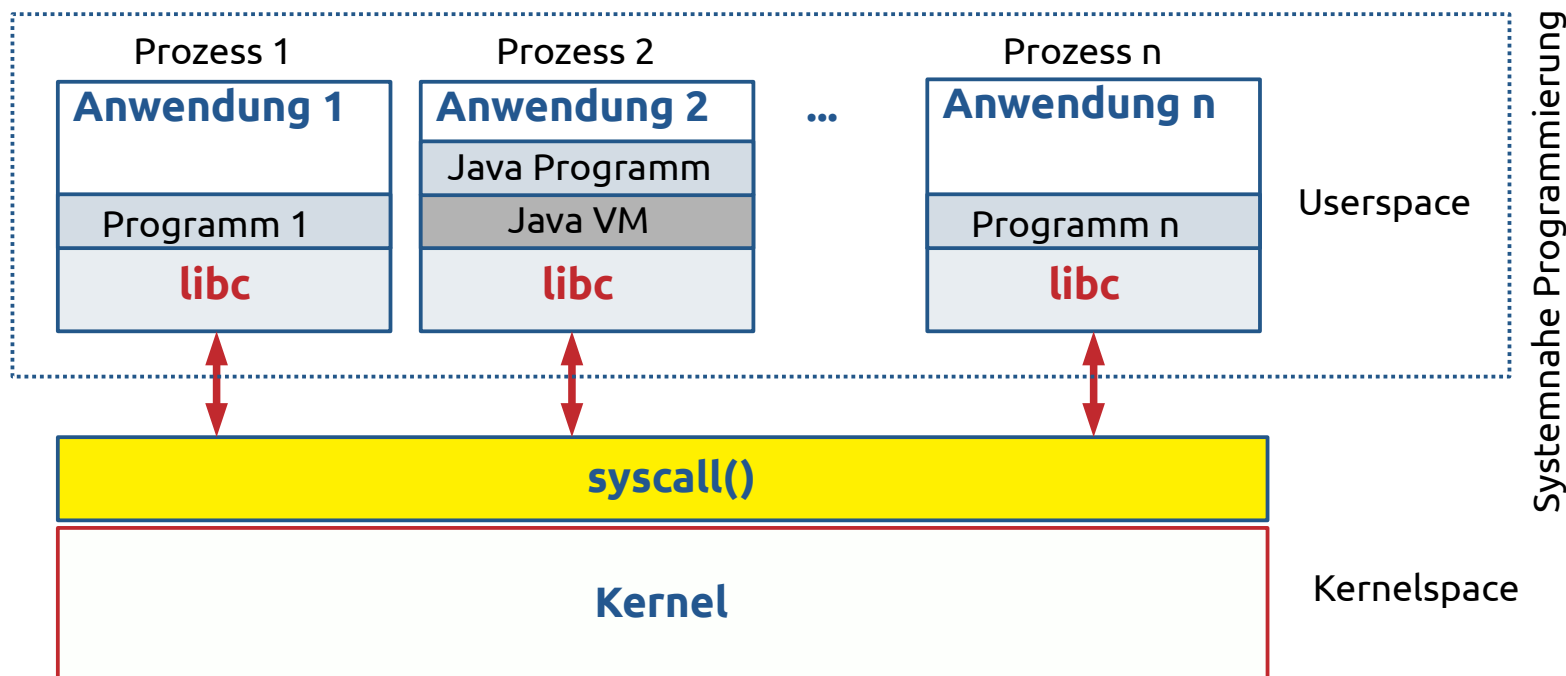 Prozess 1
Anwendung 1
Programm 1
libc
Prozess 2
Anwendung 2
Java Programm
Java VM
libc
...
Prozess n
Anwendung n
Programm n
libc
Userspace
Systemnahe Programmierung
syscall()
Kernel
Kernelspace